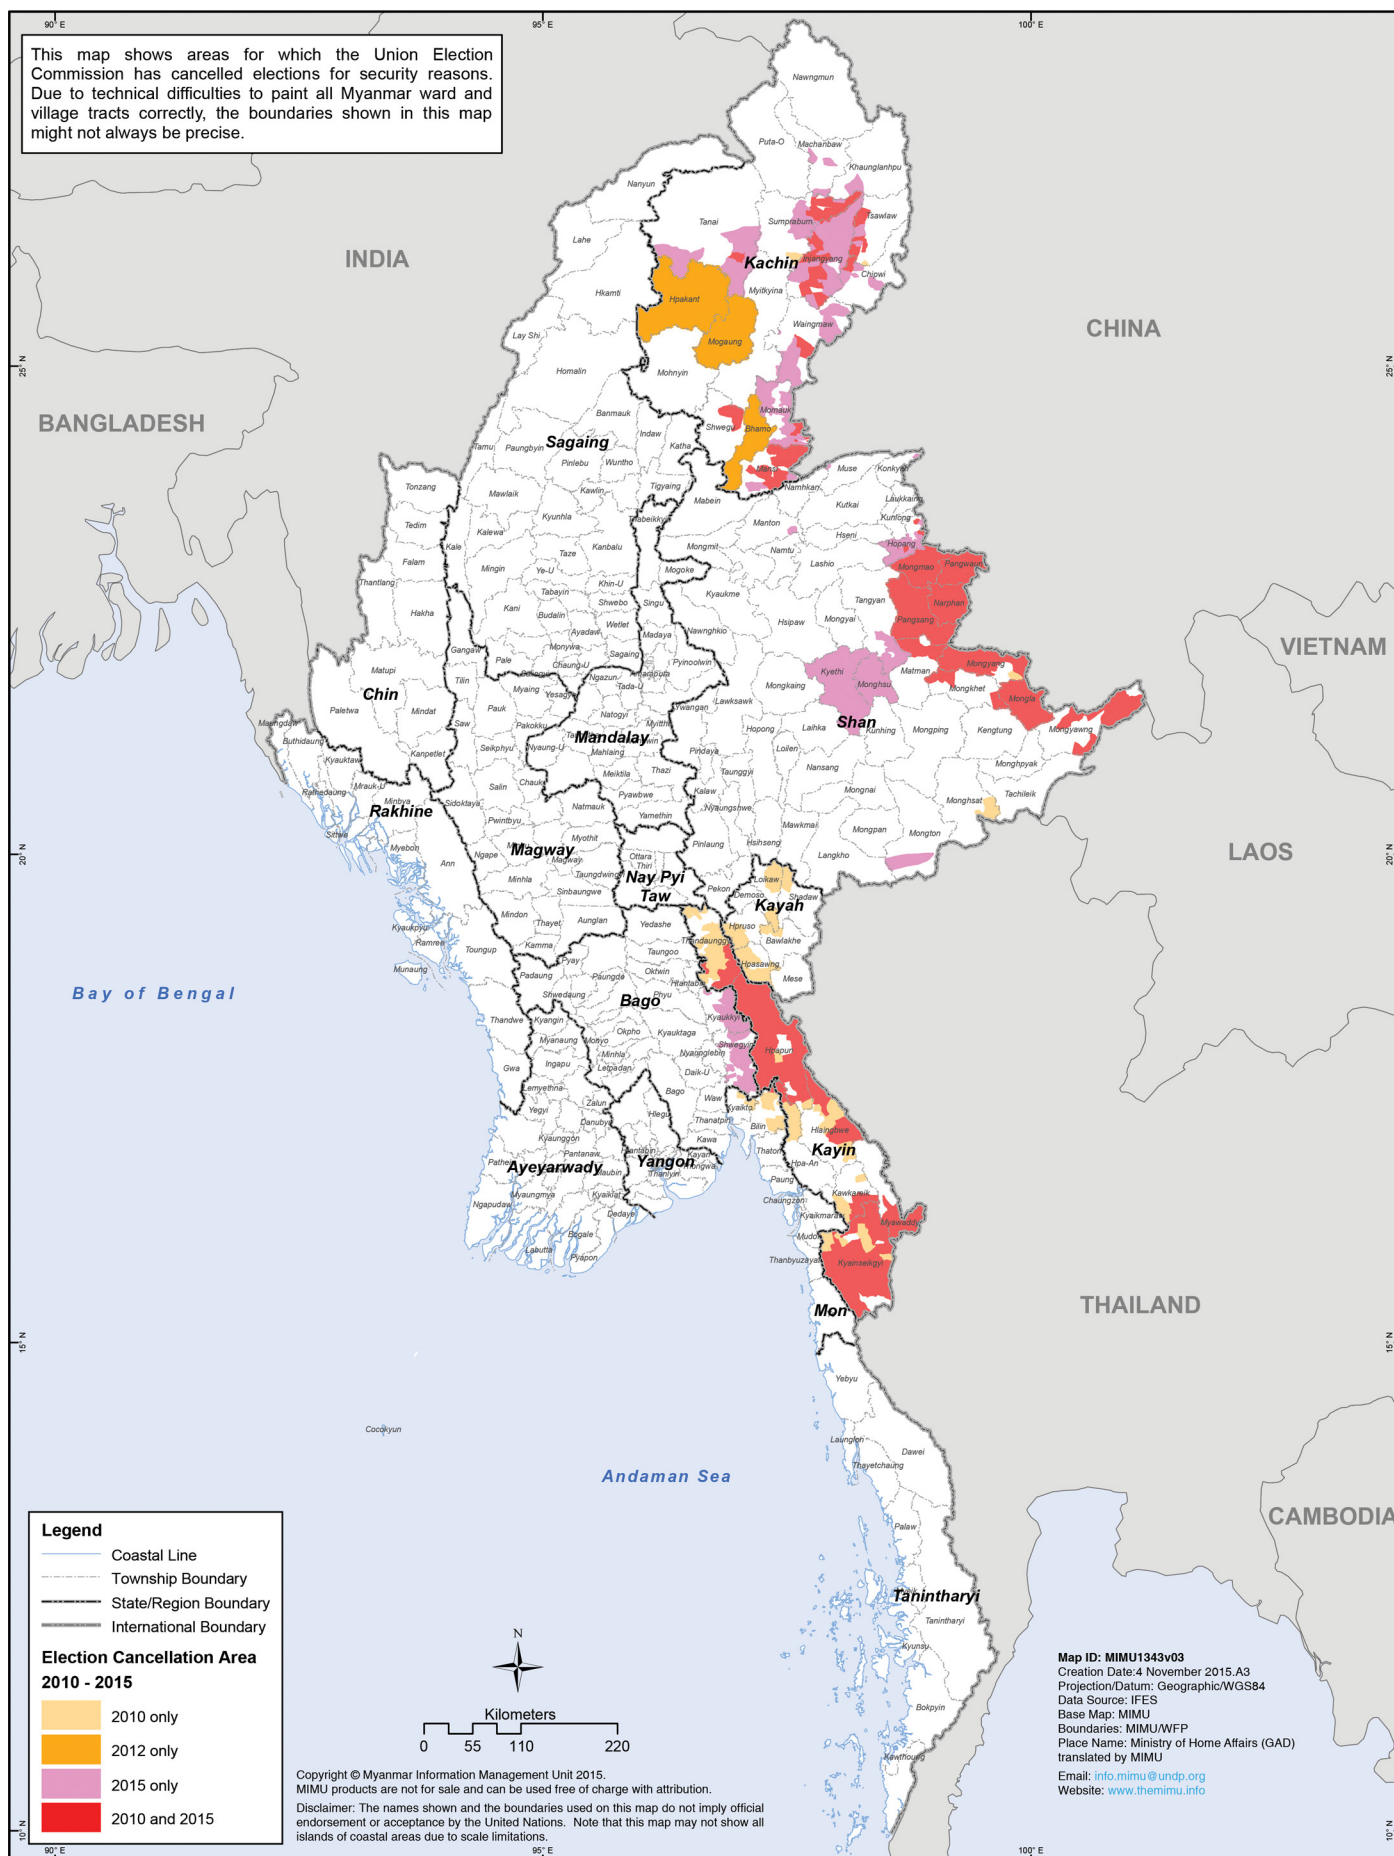 90° E
95° E
100° E
This map shows areas for which the Union Election
Commission has cancelled elections for security reasons.
Due to technical difficulties to paint all Myanmar ward and
village tracts correctly, the boundaries shown in this map
might not always be precise.
Nawngmun
Puta-O
Machanbaw
Khaunglanhpu
Nanyun
Tanai
Sumprabum
Tsawlaw
Lahe
INDIA
Kachin
Injangyang
Chipwi
Hkamti
Hpakant
Myitkyina
Waingmaw
CHINA
Lay Shi
Mogaung
25° N
25° N
Homalin
Mohnyin
BANGLADESH
Banmauk
Shwegu
Bhamo
Momauk
Sagaing
Indaw
Katha
Tamu
Paungbyin
Pinlebu
Wuntho
Mansi
Muse
Konkyan
Tonzang
Mawlaik
Kawlin
Tigyaing
Mabein
Namhkan
Kutkai
Laukkaing
Tedim
Kyunhla
Thabeikkyin
Manton
Kunlong
Kalewa
Hseni
Hopang
Falam
Kale
Taze
Kanbalu
Mongmit
Namtu
Lashio
Mongmao
Pangwaun
Mingin
Ye-U
Mogoke
Thantlang
Khin-U
Tabayin
Kyaukme
Tangyan
Narphan
Hakha
Kani
Budalin
Shwebo
Singu
Wetlet
Hsipaw
Mongyai
Pangsang
Ayadaw
Madaya
Nawnghkio
VIETNAM
Gangaw
Monywa
Sagaing
Pale
Chaung-U
Pyinoolwin
Matupi
Tilin
Ngazun
Amarapura
Kyethi
Matman
Mongyang
Chin
Myaing
Yesagyo
Tada-U
Mongkaing
Monghsu
Mongkhet
Mongla
Paletwa
Mindat
Pauk
Natogyi
Ywangan
Lawksawk
Shan
Maungdaw
Saw
Pakokku
Myittha
Hopong
Laihka
Kunhing
Mongping
Kengtung
Mongyawng
Buthidaung
Mandalay
Kyauktaw
Kanpetlet
Seikphyu
Nyaung-U
Mahlaing
Pindaya
Loilen
Monghpyak
Mrauk-U
Chauk
Meiktila
Thazi
Taunggyi
Nansang
Rathedaung
Minbya
Sidoktaya
Salin
Pyawbwe
Kalaw
Mongnai
Monghsat
Tachileik
Rakhine
Natmauk
Nyaungshwe
Pwintbyu
Yamethin
Mawkmai
Sittwe
Myothit
Mongpan
Mongton
Myebon
Magway
Pinlaung
Hsihseng
LAOS
20° N
20° N
Ngape
Magway
Ottara
Thiri
Langkho
Ann
Minhla
Taungdwingyi
Nay Pyi
Taw
Loikaw
Sinbaungwe
Pekon
Demoso
Shadaw
Kayah
Mindon
Aunglan
Thayet
Yedashe
Hpruso
Kyaukpyu
Bawlakhe
Ramree
Kamma
Toungup
Taungoo
Thandaunggyi
Pyay
Hpasawng
Munaung
Padaung
Paungde
Oktwin
Htantabin
Mese
Bay of Bengal
Shwedaung
Bago
Phyu
Thandwe
Kyangin
Okpho
Kyauktaga
Kyaukkyi
Myanaung
Monyo
Shwegyin
Hpapun
Minhla
Nyaunglebin
Gwa
Ingapu
Letpadan
Daik-U
Lemyethna
Bago
Waw
Yegyi
Zalun
Hlegu
Kyaikto
Danubyu
Thanatpin
Bilin
Hlaingbwe
Kyaunggon
Kawa
Kayin
Pantanaw
Htantabin
Kayan
Thaton
Ayeyarwady
Yangon
Thongwa
Hpa-An
Pathein
Maubin
Thanlyin
Paung
Myaungmya
Kyaiklat
Kawkareik
Ngapudaw
Dedaye
Chaungzon
Kyaikmaraw
Myawaddy
Bogale
Mudon
Labutta
Pyapon
Thanbyuzayat
Kyainseikgyi
THAILAND
Mon
15° N
15° N
Yebyu
Cocokyun
Launglon
Dawei
Thayetchaung
Andaman Sea
Palaw
CAMBODIA
Tanintharyi
Tanintharyi
Kyunsu
Bokpyin
Kawthoung
Legend
Coastal Line
Township Boundary
State/Region Boundary
International Boundary
Election Cancellation Area
2010 - 2015
2010 only
2012 only
2015 only
2010 and 2015
N
Kilometers
0 55 110 220
Copyright © Myanmar Information Management Unit 2015.
MIMU products are not for sale and can be used free of charge with attribution.
Disclaimer: The names shown and the boundaries used on this map do not imply official
endorsement or acceptance by the United Nations. Note that this map may not show all
islands of coastal areas due to scale limitations.
Map ID: MIMU1343v03
Creation Date:4 November 2015.A3
Projection/Datum: Geographic/WGS84
Data Source: IFES
Base Map: MIMU
Boundaries: MIMU/WFP
Place Name: Ministry of Home Affairs (GAD)
translated by MIMU
Email: info.mimu@undp.org
Website: www.themimu.info
10° N
10° N
90° E
95° E
100° E